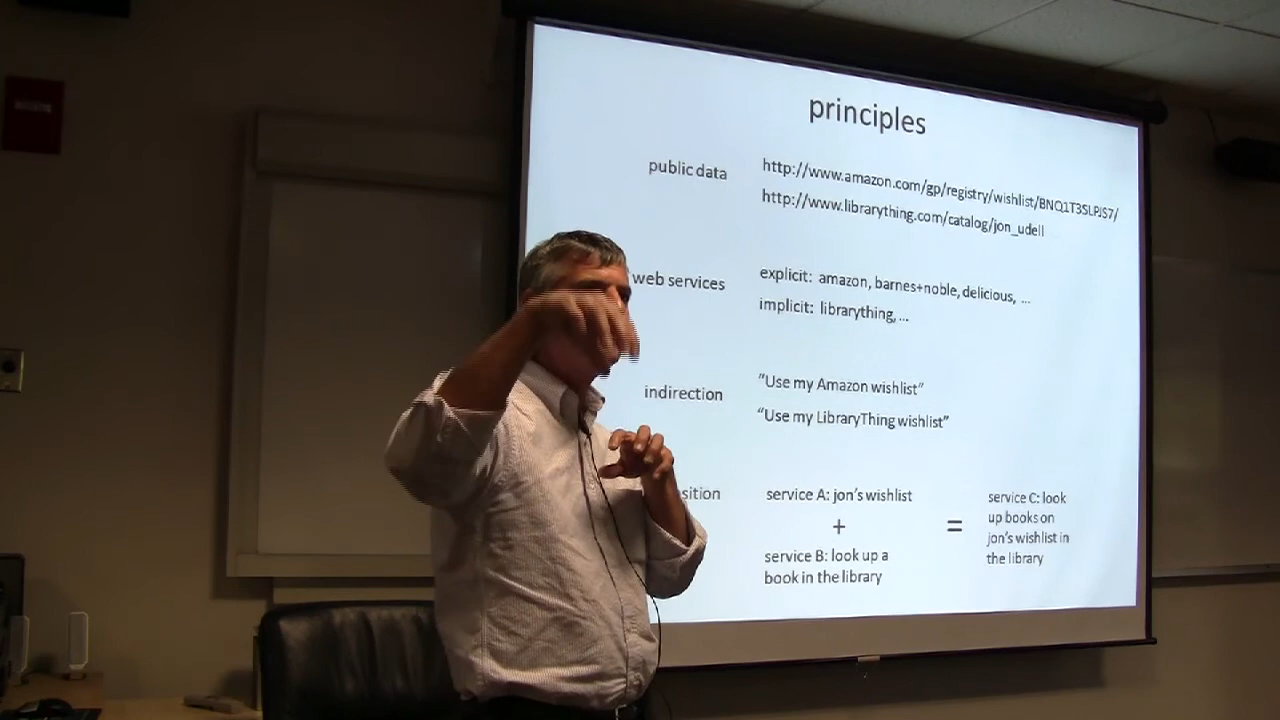 principles
public data
http://www.amazon.com/gp/registry/wishlist/BNQ1T3SLPJS7/
http://www.librarything.com/catalog/jon_udell
web services
explicit: amazon, barnes+noble, delicious, ...
implicit: librarything, ...
indirection
"Use my Amazon wishlist"
"Use my LibraryThing wishlist"
sition
service A: jon's wishlist
+
service B: look up a
book in the library
=
service C: look
up books on
jon's wishlist in
the library